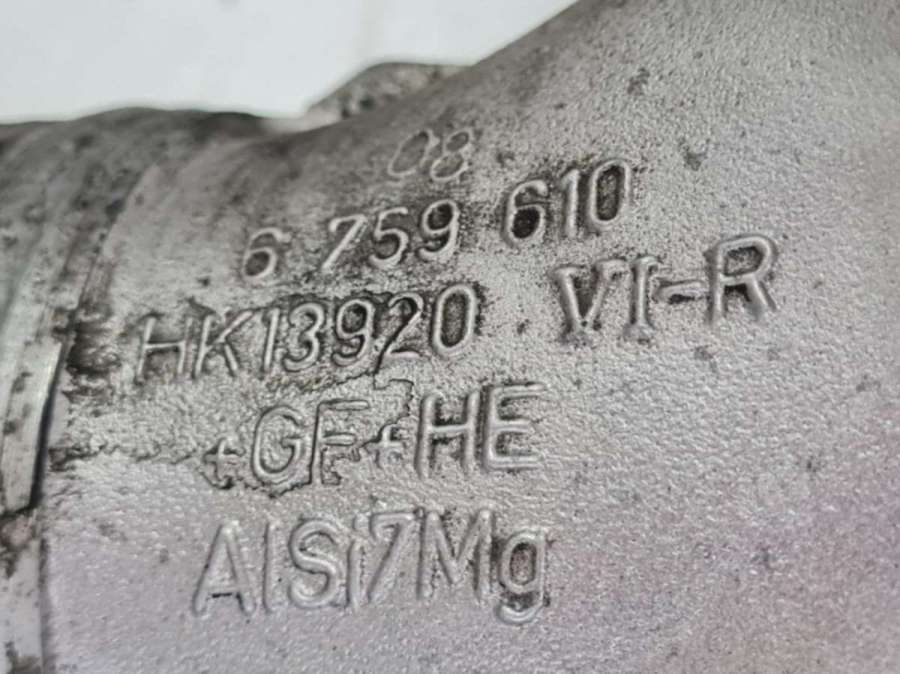 08
6 759 610
HK13920 VI-R
+GF+HE
AlSi7Mg